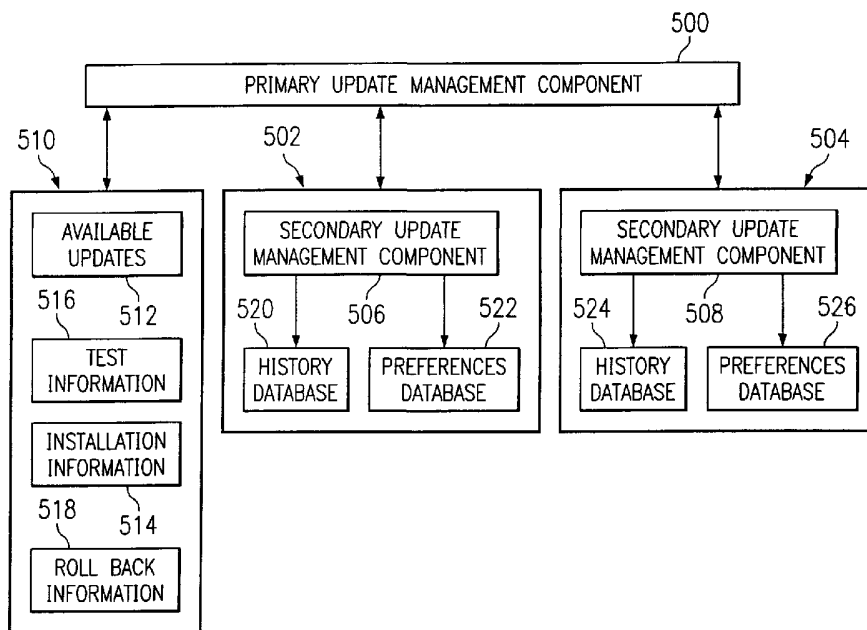 500
PRIMARY UPDATE MANAGEMENT COMPONENT
510
AVAILABLE
UPDATES
512
516
TEST
INFORMATION
INSTALLATION
INFORMATION
514
518
ROLL BACK
INFORMATION
502
SECONDARY UPDATE
MANAGEMENT COMPONENT
506
520
HISTORY
DATABASE
522
PREFERENCES
DATABASE
504
SECONDARY UPDATE
MANAGEMENT COMPONENT
508
524
HISTORY
DATABASE
526
PREFERENCES
DATABASE